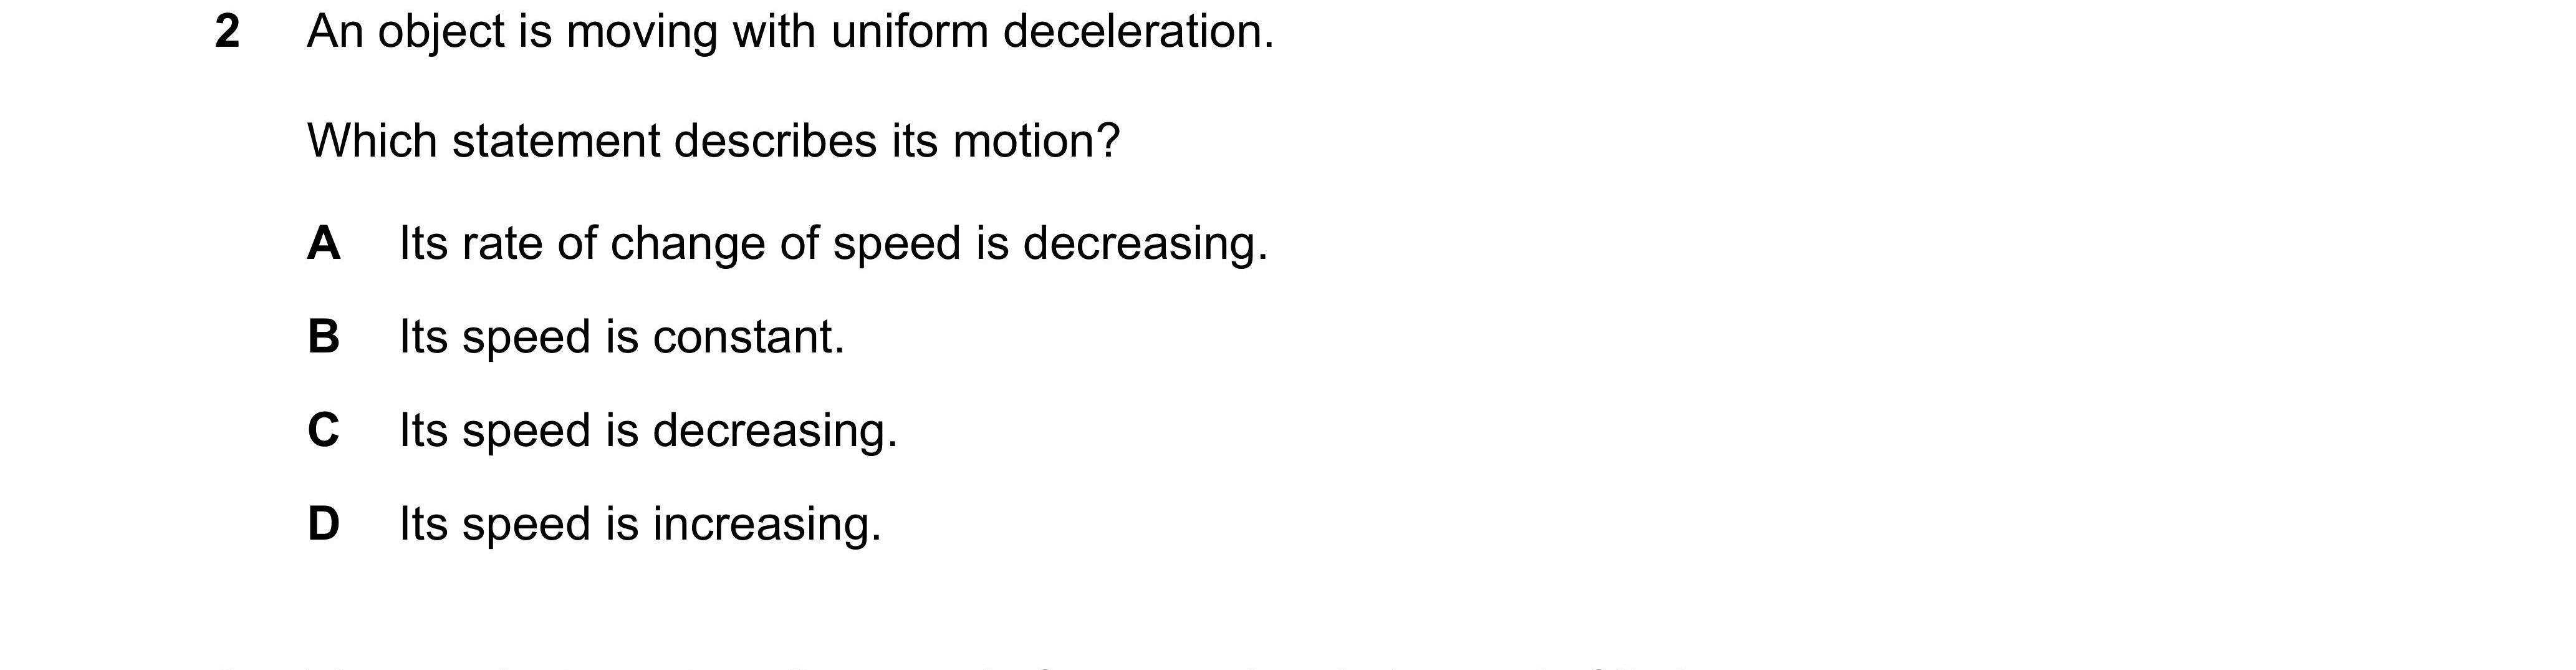 2 An object is moving with uniform deceleration.
Which statement describes its motion?
A Its rate of change of speed is decreasing.
B Its speed is constant.
C Its speed is decreasing.
D Its speed is increasing.